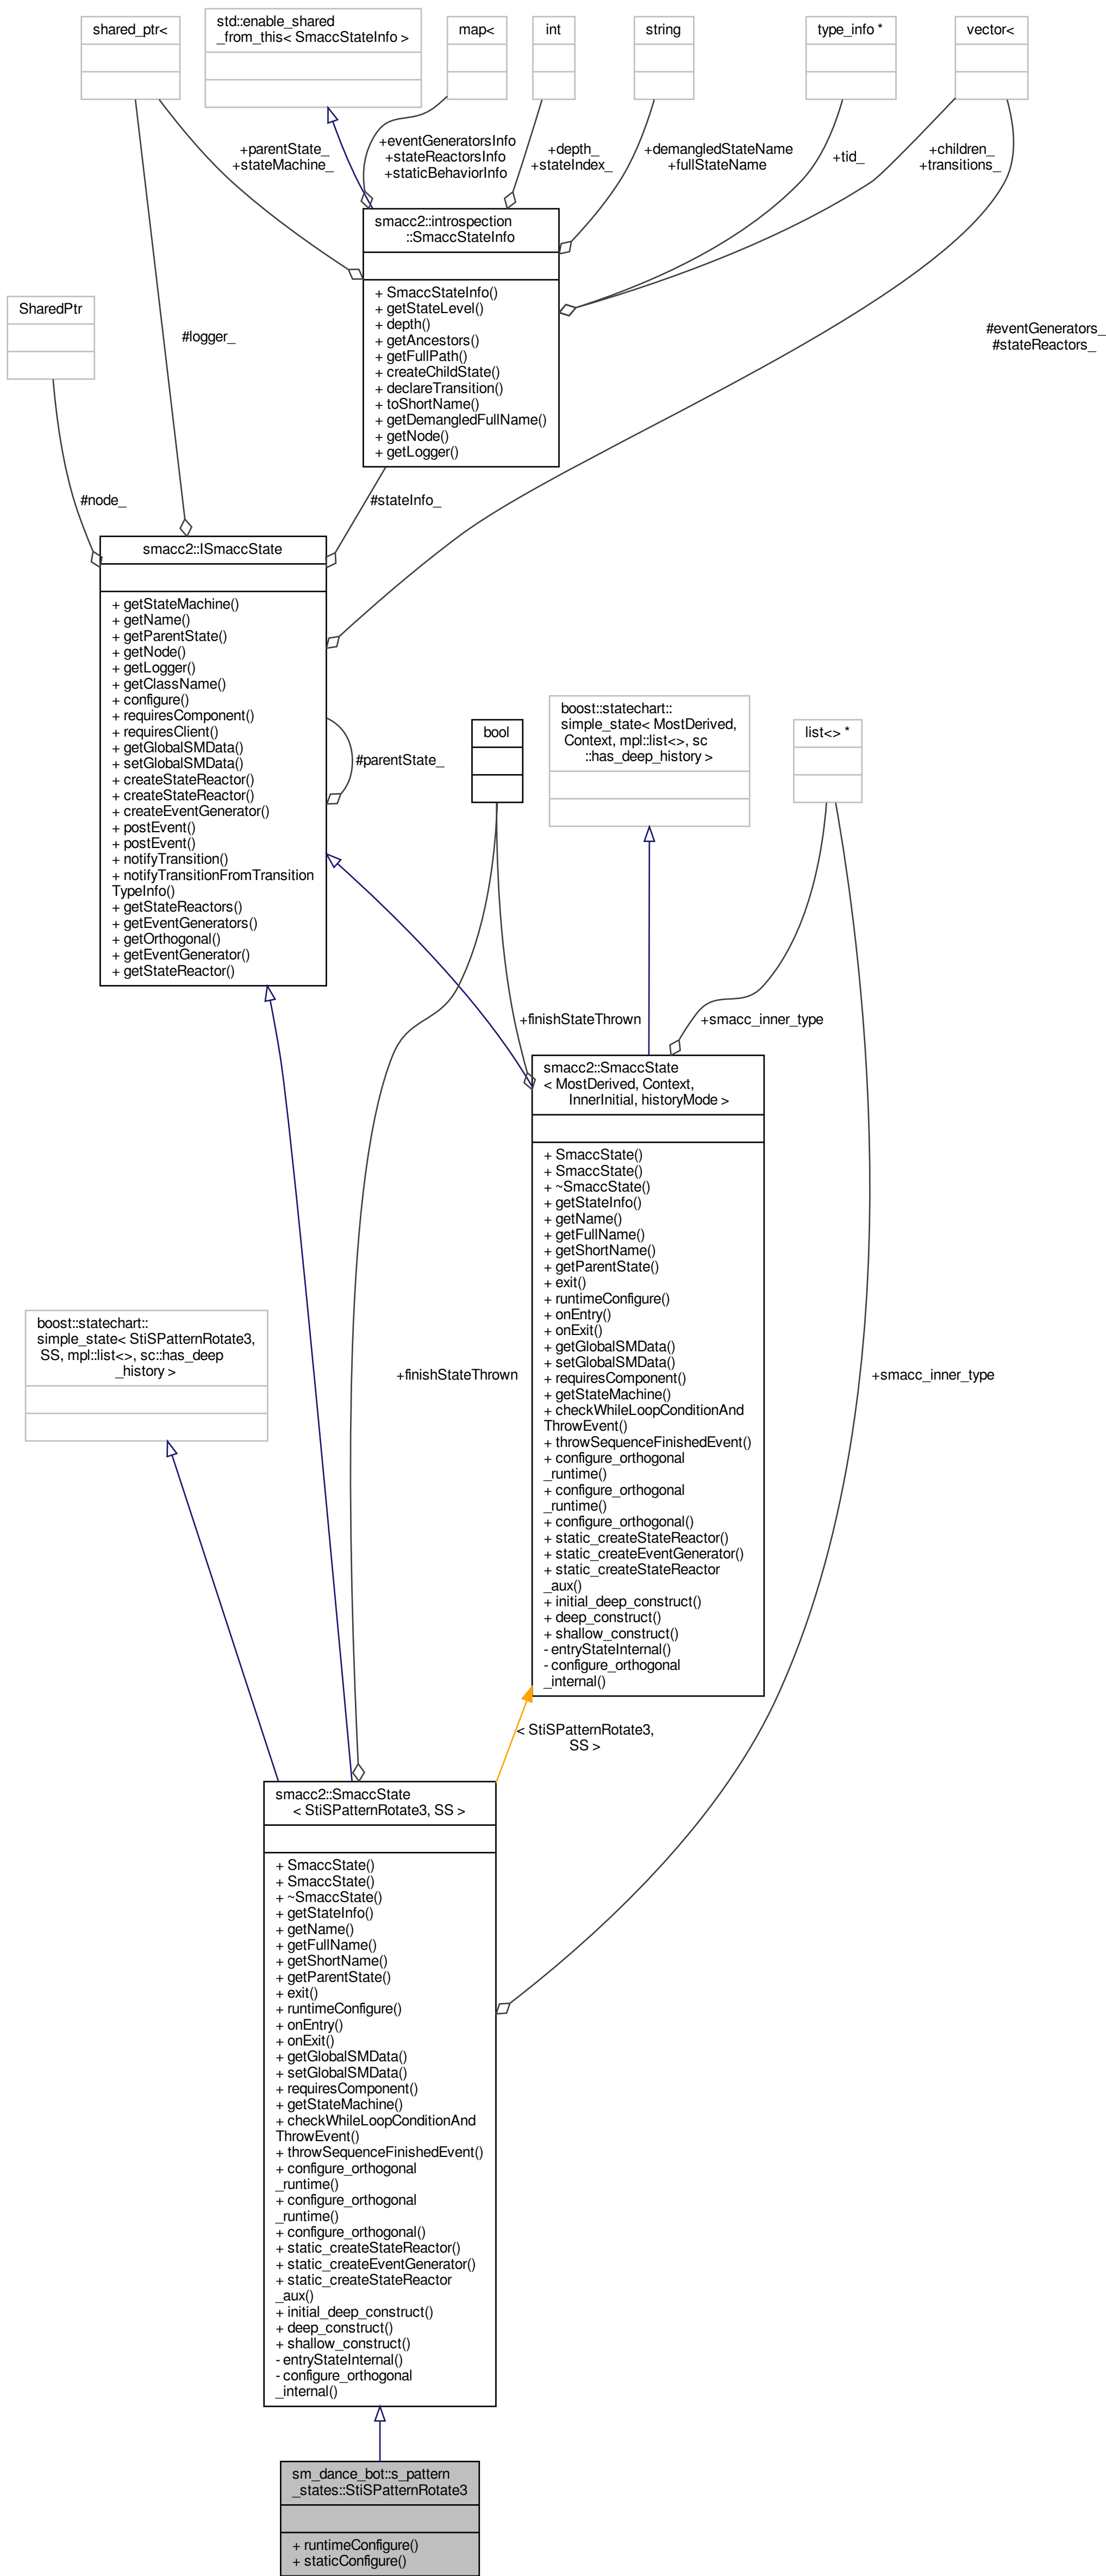 shared_ptr<
std::enable_shared
_from_this< SmaccStateInfo >
map<
int
string
type_info *
vector<
+parentState_
+stateMachine_
+eventGeneratorsInfo
+stateReactorsInfo
+staticBehaviorInfo
+depth_
+stateIndex_
+demangledStateName
+fullStateName
+tid_
+children_
+transitions_
smacc2::introspection
::SmaccStateInfo
+ SmaccStateInfo()
+ getStateLevel()
+ depth()
+ getAncestors()
+ getFullPath()
+ createChildState()
+ declareTransition()
+ toShortName()
+ getDemangledFullName()
+ getNode()
+ getLogger()
SharedPtr
#logger_
#eventGenerators_
#stateReactors_
#node_
#stateInfo_
smacc2::ISmaccState
+ getStateMachine()
+ getName()
+ getParentState()
+ getNode()
+ getLogger()
+ getClassName()
+ configure()
+ requiresComponent()
+ requiresClient()
+ getGlobalSMData()
+ setGlobalSMData()
+ createStateReactor()
+ createStateReactor()
+ createEventGenerator()
+ postEvent()
+ postEvent()
+ notifyTransition()
+ notifyTransitionFromTransition
TypeInfo()
+ getStateReactors()
+ getEventGenerators()
+ getOrthogonal()
+ getEventGenerator()
+ getStateReactor()
#parentState_
bool
boost::statechart::
simple_state< MostDerived,
Context, mpl::list<>, sc
::has_deep_history >
list<> *
+finishStateThrown
+smacc_inner_type
smacc2::SmaccState
< MostDerived, Context,
InnerInitial, historyMode >
+ SmaccState()
+ SmaccState()
+ ~SmaccState()
+ getStateInfo()
+ getName()
+ getFullName()
+ getShortName()
+ getParentState()
+ exit()
+ runtimeConfigure()
+ onEntry()
+ onExit()
+ getGlobalSMData()
+ setGlobalSMData()
+ requiresComponent()
+ getStateMachine()
+ checkWhileLoopConditionAnd
ThrowEvent()
+ throwSequenceFinishedEvent()
+ configure_orthogonal
_runtime()
+ configure_orthogonal
_runtime()
+ configure_orthogonal()
+ static_createStateReactor()
+ static_createEventGenerator()
+ static_createStateReactor
_aux()
+ initial_deep_construct()
+ deep_construct()
+ shallow_construct()
- entryStateInternal()
- configure_orthogonal
_internal()
boost::statechart::
simple_state< StiSPatternRotate3,
SS, mpl::list<>, sc::has_deep
_history >
+finishStateThrown
+smacc_inner_type
< StiSPatternRotate3,
SS >
smacc2::SmaccState
< StiSPatternRotate3, SS >
+ SmaccState()
+ SmaccState()
+ ~SmaccState()
+ getStateInfo()
+ getName()
+ getFullName()
+ getShortName()
+ getParentState()
+ exit()
+ runtimeConfigure()
+ onEntry()
+ onExit()
+ getGlobalSMData()
+ setGlobalSMData()
+ requiresComponent()
+ getStateMachine()
+ checkWhileLoopConditionAnd
ThrowEvent()
+ throwSequenceFinishedEvent()
+ configure_orthogonal
_runtime()
+ configure_orthogonal
_runtime()
+ configure_orthogonal()
+ static_createStateReactor()
+ static_createEventGenerator()
+ static_createStateReactor
_aux()
+ initial_deep_construct()
+ deep_construct()
+ shallow_construct()
- entryStateInternal()
- configure_orthogonal
_internal()
sm_dance_bot::s_pattern
_states::StiSPatternRotate3
+ runtimeConfigure()
+ staticConfigure()